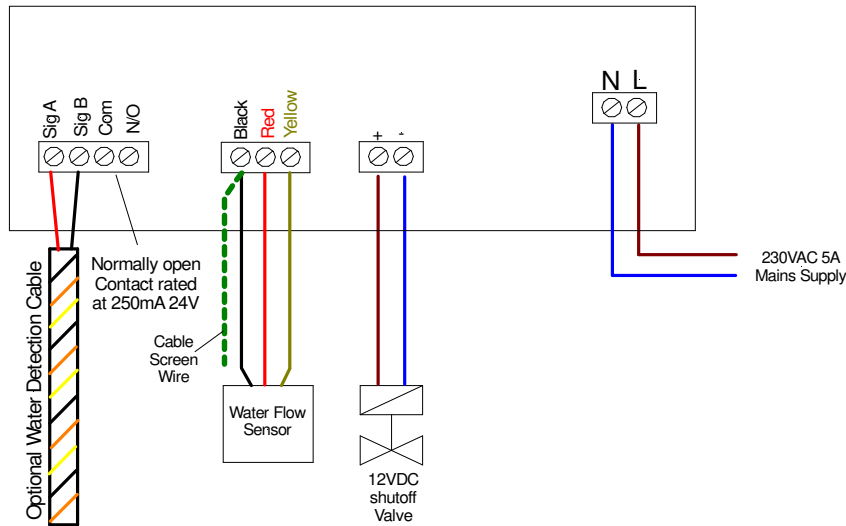 Sig A
Sig B
Com
N/O
Black
Red
Yellow
+
-
N L
Normally open
Contact rated
at 250mA 24V
Optional Water Detection Cable
Cable
Screen
Wire
Water Flow
Sensor
12VDC
shutoff
Valve
230VAC 5A
Mains Supply